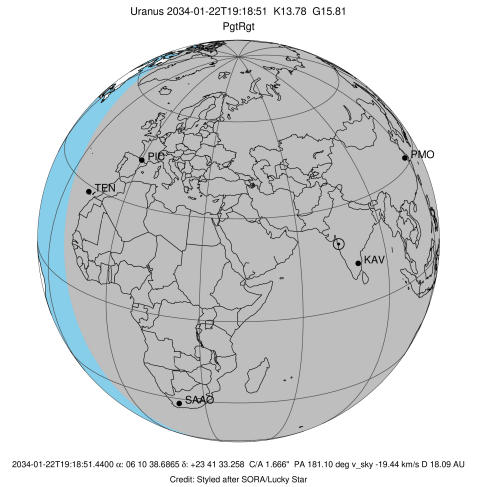 Uranus 2034-01-22T19:18:51 K13.78 G15.81
PgtRgt
PIC
PMO
TEN
KAV
SAAO
2034-01-22T19:18:51.4400 α: 06 10 38.6865 δ: +23 41 33.258 C/A 1.666" PA 181.10 deg v_sky -19.44 km/s D 18.09 AU
Credit: Styled after SORA/Lucky Star